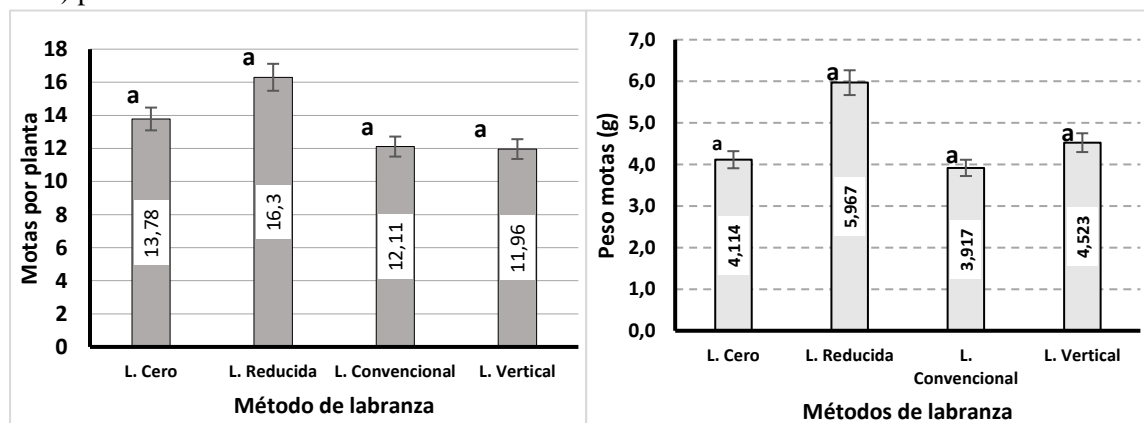 ) p
Motas por planta
18
16
14
12
10
8
6
4
2
0
a
a
a
a
13,78
16,3
12,11
11,96
L. Cero
L. Reducida
L. Convencional
L. Vertical
Método de labranza
Peso motas (g)
7,0
6,0
5,0
4,0
3,0
2,0
1,0
0,0
a
a
a
a
4,114
5,967
3,917
4,523
L. Cero
L. Reducida
L.
Convencional
L. Vertical
Métodos de labranza